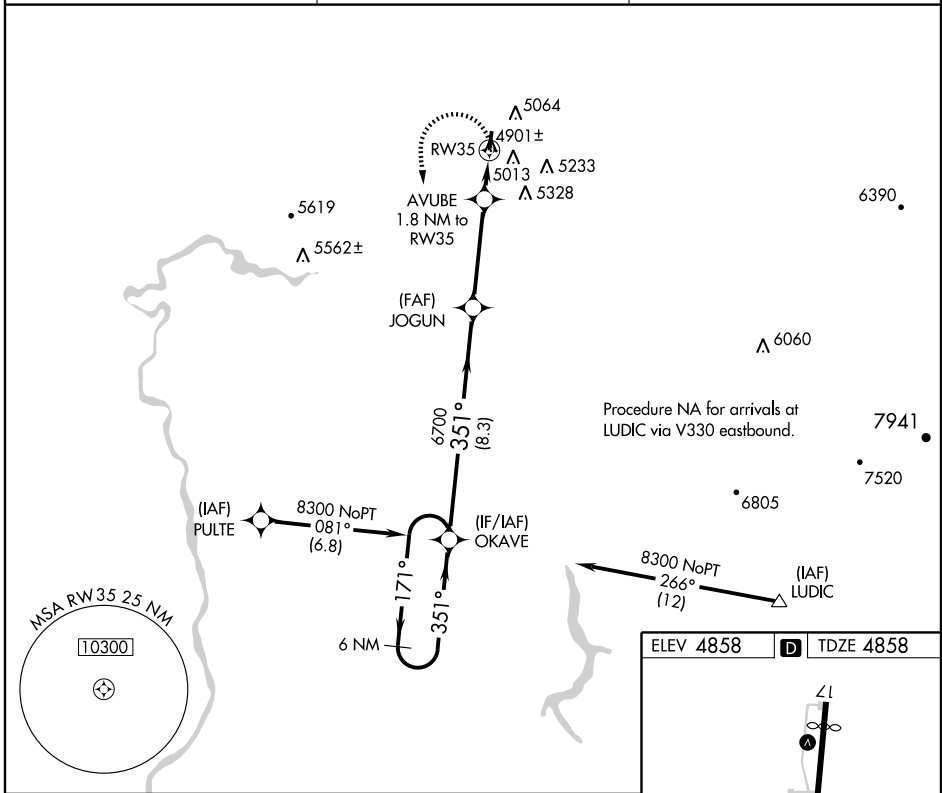 5064
4901±
RW35
5013
5233
5328
AVUBE
1.8 NM to
RW35
6390
5619
5562±
(FAF)
JOGUN
6060
6700
351°
(8.3)
Procedure NA for arrivals at
LUDIC via V330 eastbound.
7941
7520
6805
(IAF)
PULTE
8300 NoPT
081°
(6.8)
(IF/IAF)
OKAVE
171°
351°
6 NM
8300 NoPT
266°
(12)
(IAF)
LUDIC
MSA RW35 25 NM
10300
ELEV 4858
D
TDZE 4858
17